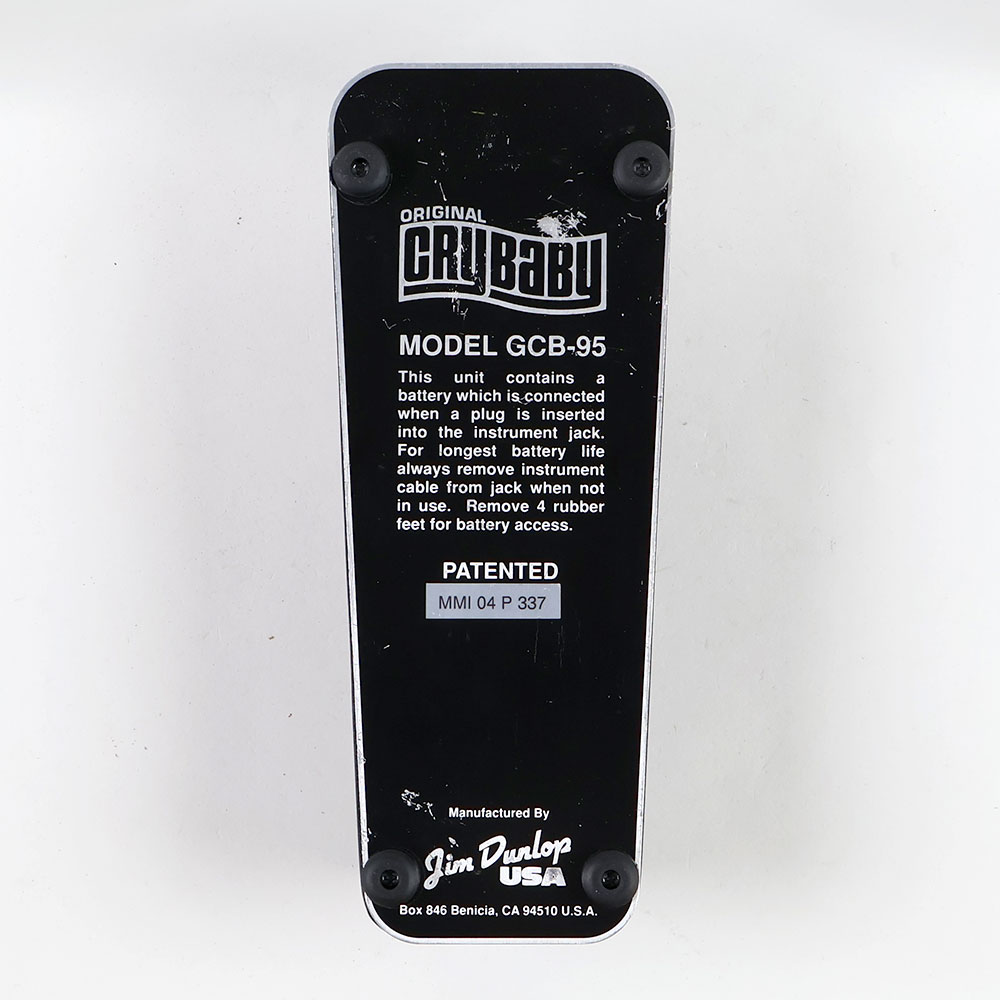 ORIGINAL
CRYBABY
MODEL GCB-95
This unit contains a
battery which is connected
when a plug is inserted
into the instrument jack.
For longest battery life
always remove instrument
cable from jack when not
in use. Remove 4 rubber
feet for battery access.
PATENTED
MMI 04 P 337
Manufactured By
Jim Dunlop
USA
Box 846 Benicia, CA 94510 U.S.A.